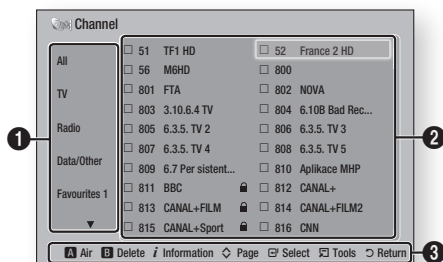 Channel
All
TV
Radio
Data/Other
Favourites 1
51 TF1 HD 52 France 2 HD
56 M6HD 800
801 FTA 802 NOVA
803 3.10.6.4 TV 804 6.10B Bad Rec...
805 6.3.5. TV 2 806 6.3.5. TV 3
807 6.3.5. TV 4 808 6.3.5. TV 5
809 6.7 Per sistent... 810 Aplikace MHP
811 BBC 812 CANAL+
813 CANAL+FILM 814 CANAL+FILM2
815 CANAL+Sport 816 CNN
A Air B Delete i Information Page Select Tools Return
1
2
3